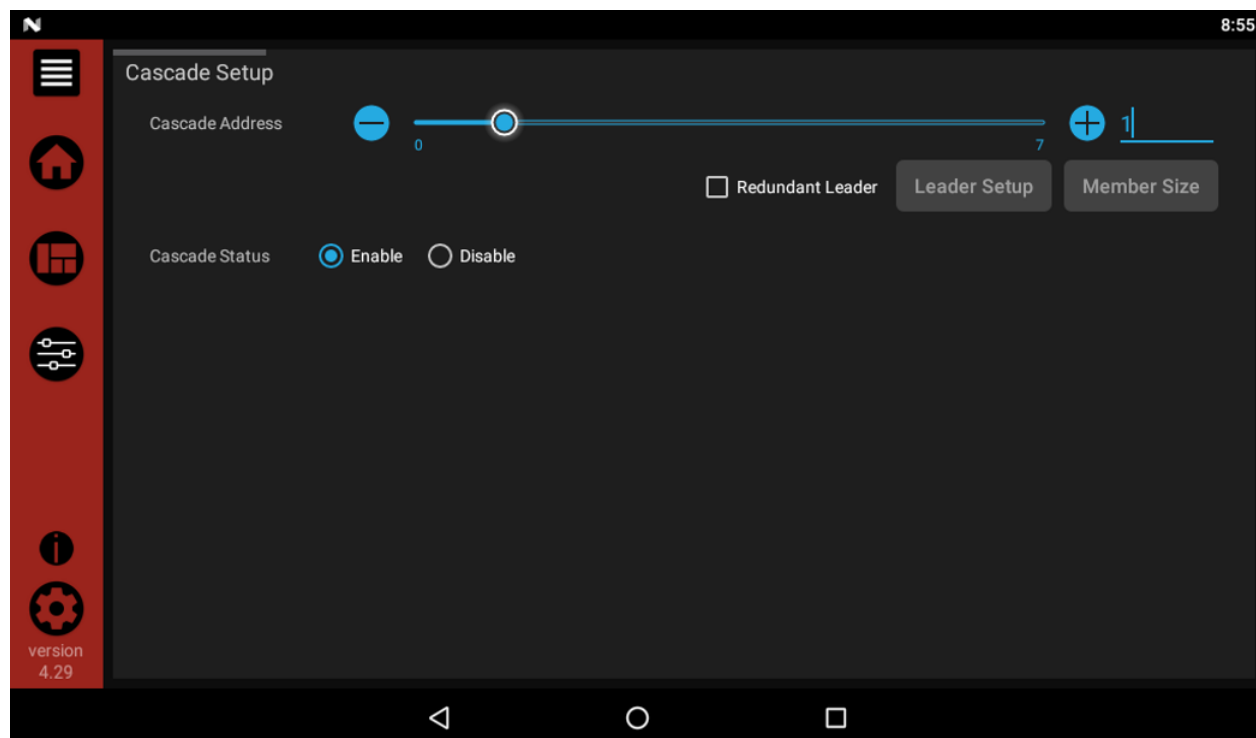 8:55
Cascade Setup
Cascade Address
0
7
1
Redundant Leader
Leader Setup
Member Size
Cascade Status
Enable
Disable
version
4.29